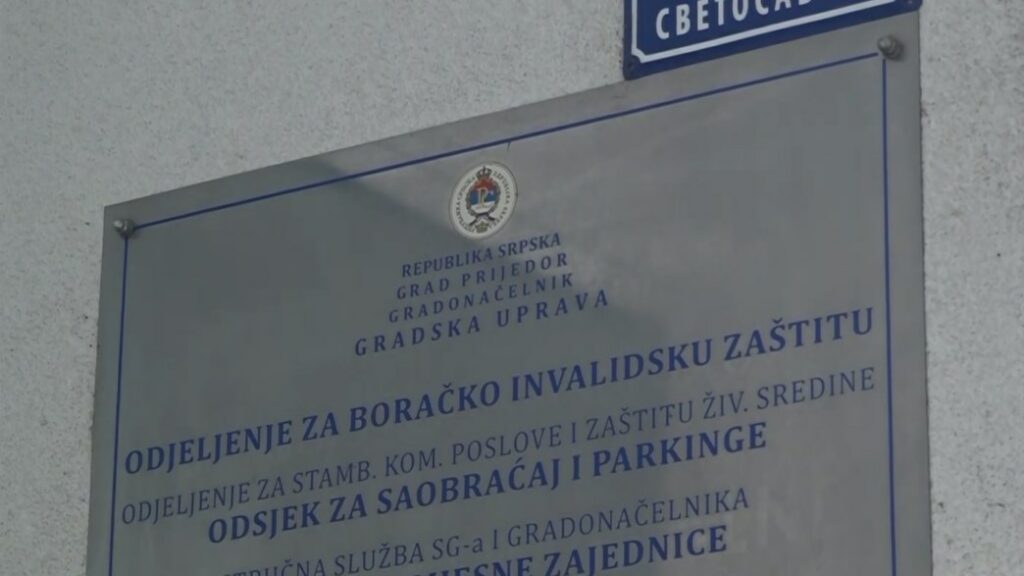 REPUBLIKA SRPSKA
GRAD PRIJEDOR
GRADONAČELNIK
GRADSKA UPRAVA
ODJELJENJE ZA BORAČKO INVALIDSKU ZAŠTITU
ODJELJENJE ZA STAMB. KOM. POSLOVE I ZAŠTITU ŽIV. SREDINE
ODSJEK ZA SAOBRAĆAJ I PARKINGE
SLUŽBA SG-a I GRADONAČELNIKA
ZAJEDNICE